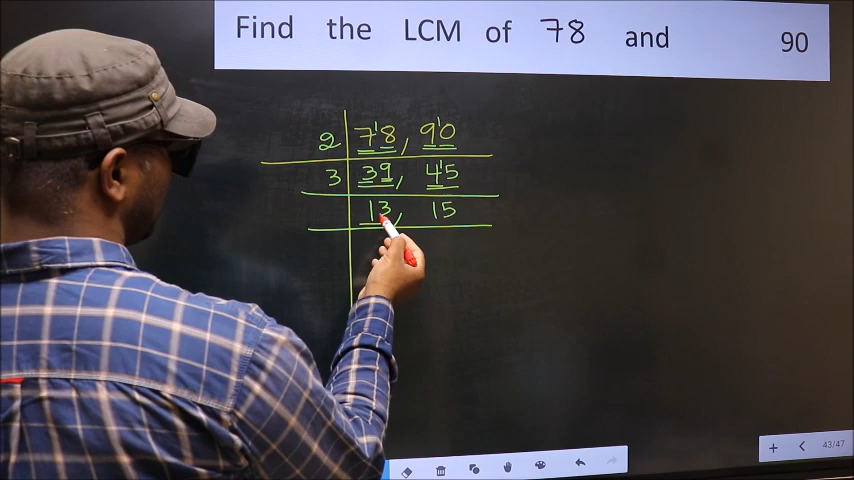 Find the LCM of 78 and 90
2 78, 90
3 39, 45
13, 15
43/47